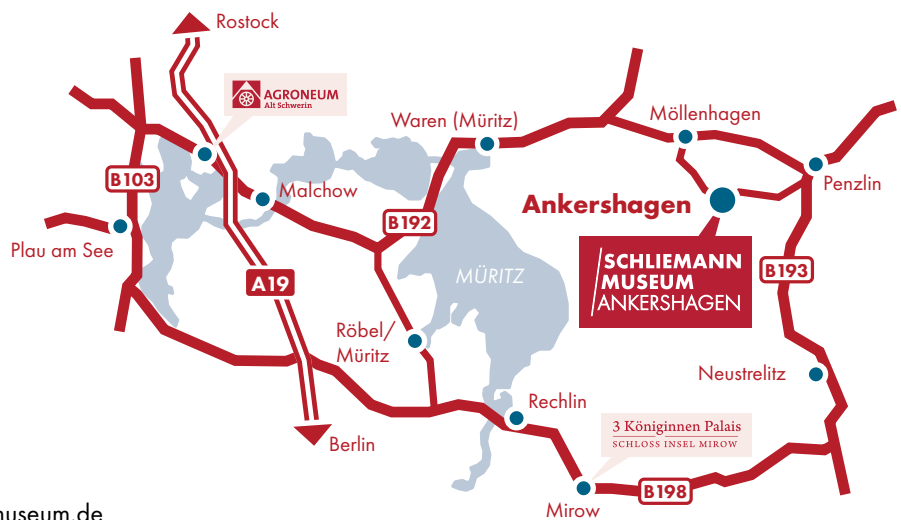 Rostock
AGRONEUM
Alt Schwerin
Waren (Müritz)
Möllenhagen
B103
Malchow
Penzlin
Ankershagen
B192
Plau am See
SCHLIEMANN
MUSEUM
ANKERSHAGEN
B193
MÜRITZ
A19
Röbel/
Müritz
Neustrelitz
Rechlin
3 Königinnen Palais
SCHLOSS INSEL MIROW
Berlin
B198
Mirow
museum.de